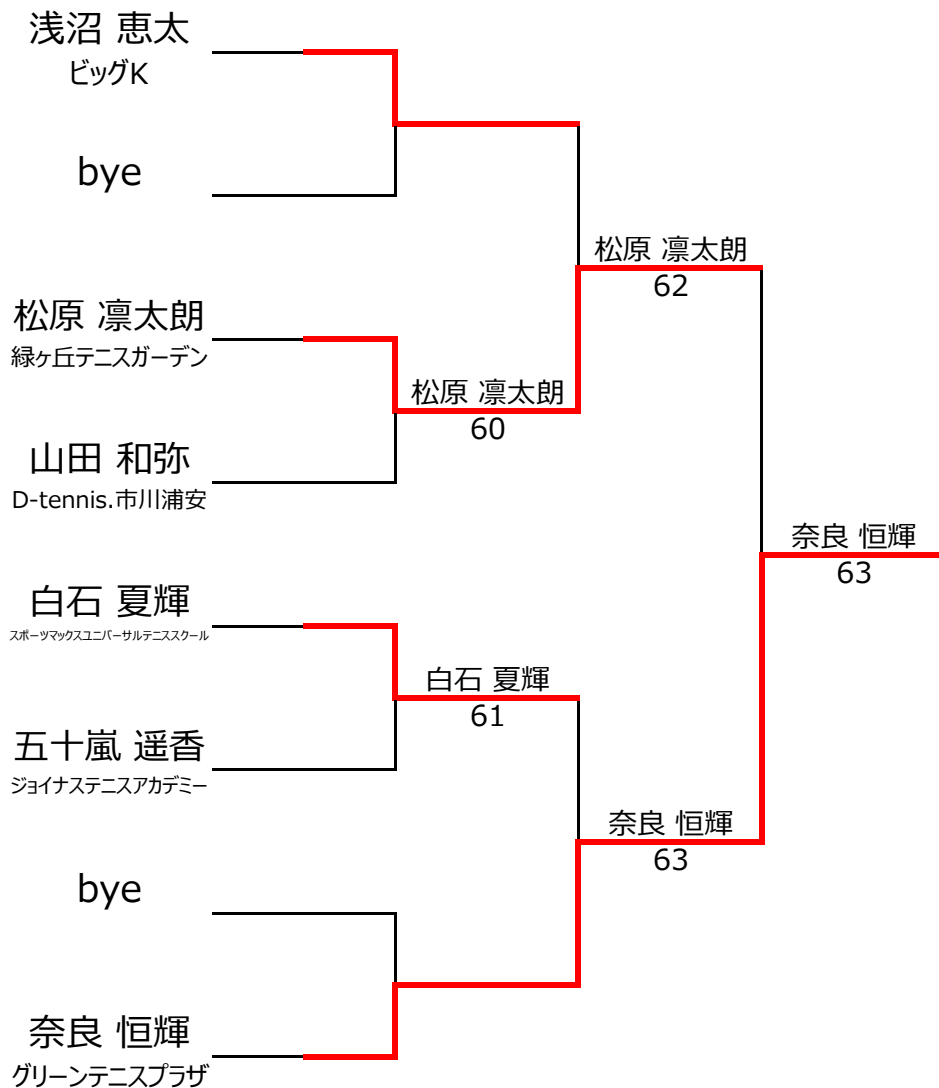 浅沼 恵太
ビッグK
bye
松原 凛太朗
62
松原 凛太朗
緑ヶ丘テニスガーデン
松原 凛太朗
60
山田 和弥
D-tennis.市川浦安
奈良 恒輝
63
白石 夏輝
スポーツマックスユニバーサルテニススクール
白石 夏輝
61
五十嵐 遥香
ジョイナステニスアカデミー
奈良 恒輝
63
bye
奈良 恒輝
グリーンテニスプラザ